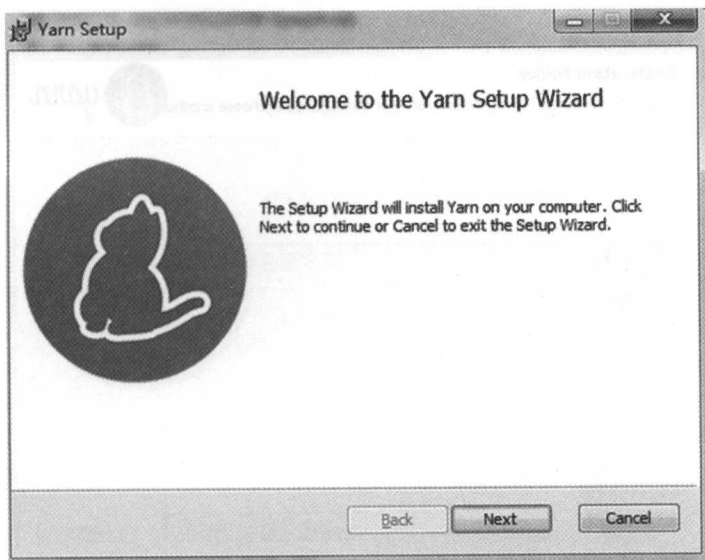 Yarn Setup
Welcome to the Yarn Setup Wizard
The Setup Wizard will install Yarn on your computer. Click
Next to continue or Cancel to exit the Setup Wizard.
Back
Next
Cancel